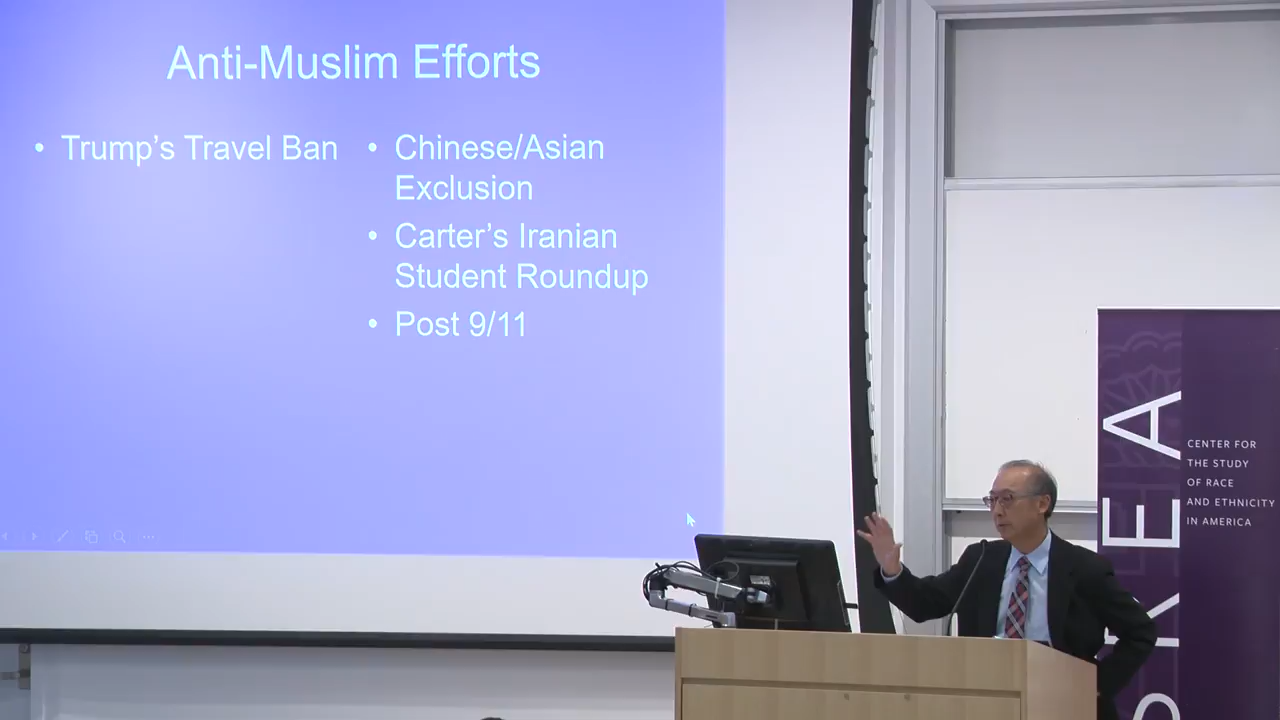 Anti-Muslim Efforts
• Trump's Travel Ban
• Chinese/Asian
Exclusion
• Carter's Iranian
Student Roundup
• Post 9/11
CENTER FOR
THE STUDY
OF RACE
AND ETHNICITY
IN AMERICA